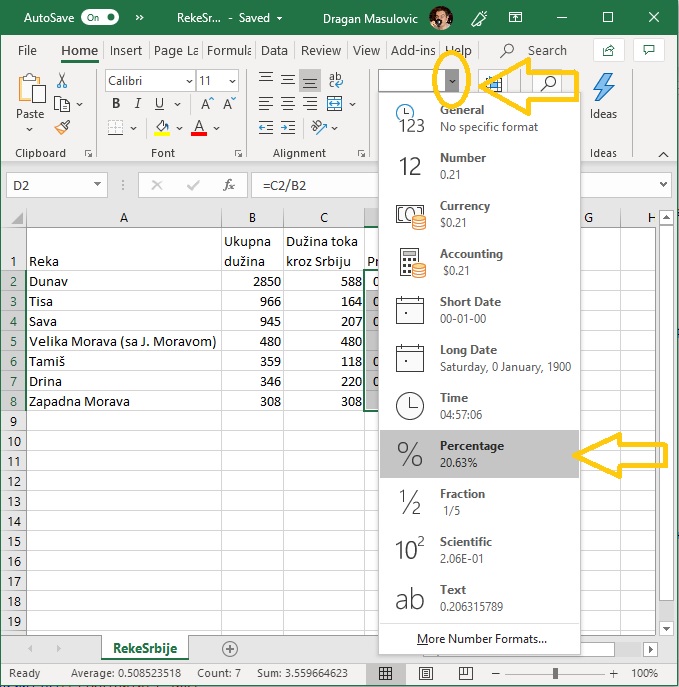 AutoSave On » RekeSr... - Saved Dragan Masulovic
File Home Insert Page La Formula Data Review View Add-ins Help Search
Calibri 11 ab
Paste B I U A A Ideas
A
Clipboard Font Alignment Ideas
D2 fx =C2/B2
A B C G H
Ukupna Dužina toka
1 Reka dužina kroz Srbiju Pr
2 Dunav 2850 588 0
3 Tisa 966 164 0
4 Sava 945 207 0
5 Velika Morava (sa J. Moravom) 480 480
6 Tamiš 359 118 0
7 Drina 346 220 0
8 Zapadna Morava 308 308
9
10
11
12
13
14
15
16
17
18
19
General
123 No specific format
12 Number
0.21
Currency
$0.21
Accounting
$0.21
Short Date
00-01-00
Long Date
Saturday, 0 January, 1900
Time
04:57:06
% Percentage
20.63%
½ Fraction
1/5
10² Scientific
2.06E-01
ab Text
0.206315789
More Number Formats...
RekeSrbije
Ready Average: 0.508523518 Count: 7 Sum: 3.559664623 100%